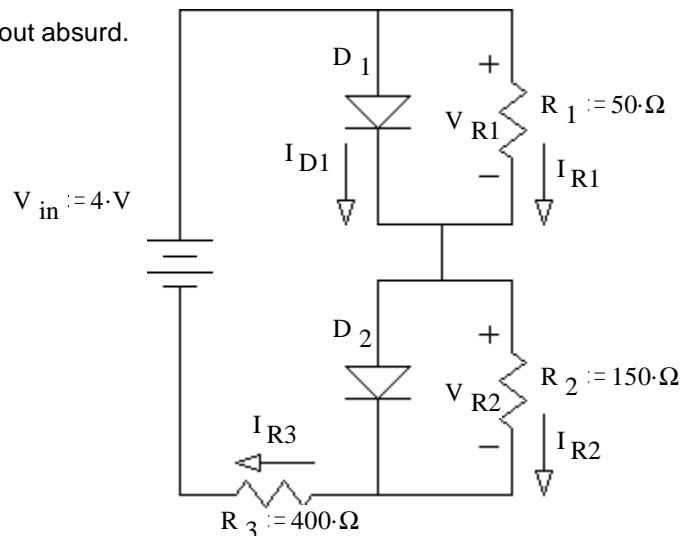 out absurd.
D 1
+
V R1
−
R 1 := 50·Ω
I D1
I R1
V in := 4·V
D 2
+
V R2
−
R 2 := 150·Ω
I R3
I R2
R 3 := 400·Ω